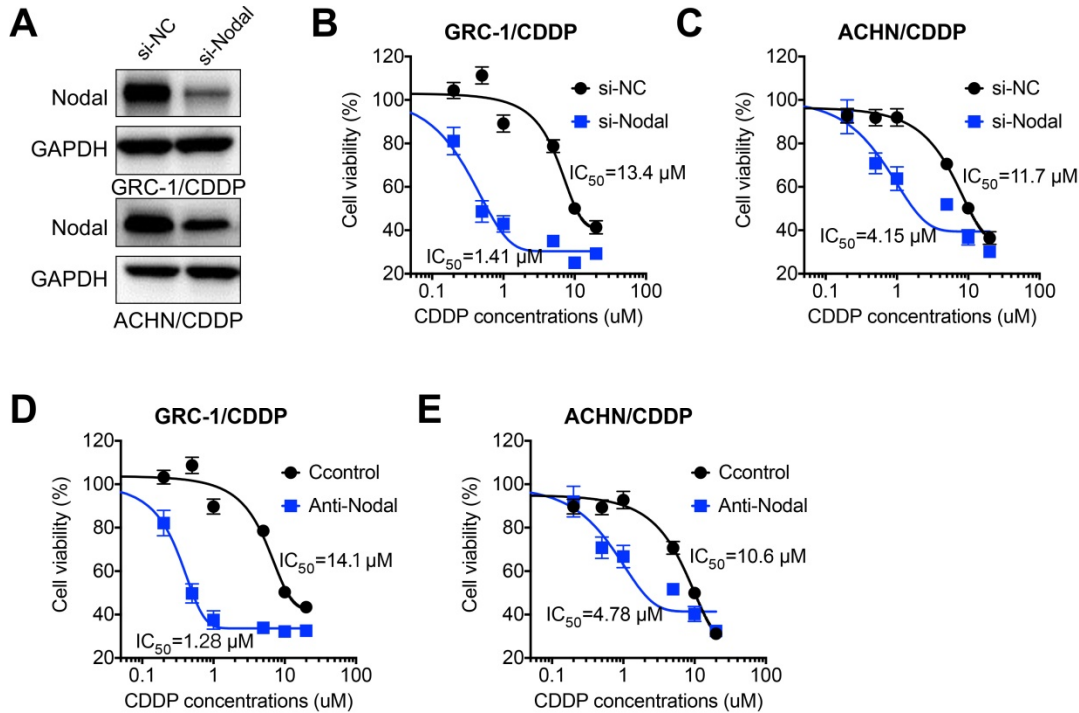 A
si-NC
si-Nodal
Nodal
GAPDH
GRC-1/CDDP
Nodal
GAPDH
ACHN/CDDP
B
GRC-1/CDDP
120
100
80
60
40
20
Cell viability (%)
si-NC
si-Nodal
IC50=13.4 µM
IC50=1.41 µM
0.1
1
10
100
CDDP concentrations (uM)
C
ACHN/CDDP
120
100
80
60
40
20
Cell viability (%)
si-NC
si-Nodal
IC50=11.7 µM
IC50=4.15 µM
0.1
1
10
100
CDDP concentrations (uM)
D
GRC-1/CDDP
120
100
80
60
40
20
Cell viability (%)
Ccontrol
Anti-Nodal
IC50=14.1 µM
IC50=1.28 µM
0.1
1
10
100
CDDP concentrations (uM)
E
ACHN/CDDP
120
100
80
60
40
20
Cell viability (%)
Ccontrol
Anti-Nodal
IC50=10.6 µM
IC50=4.78 µM
0.1
1
10
100
CDDP concentrations (uM)